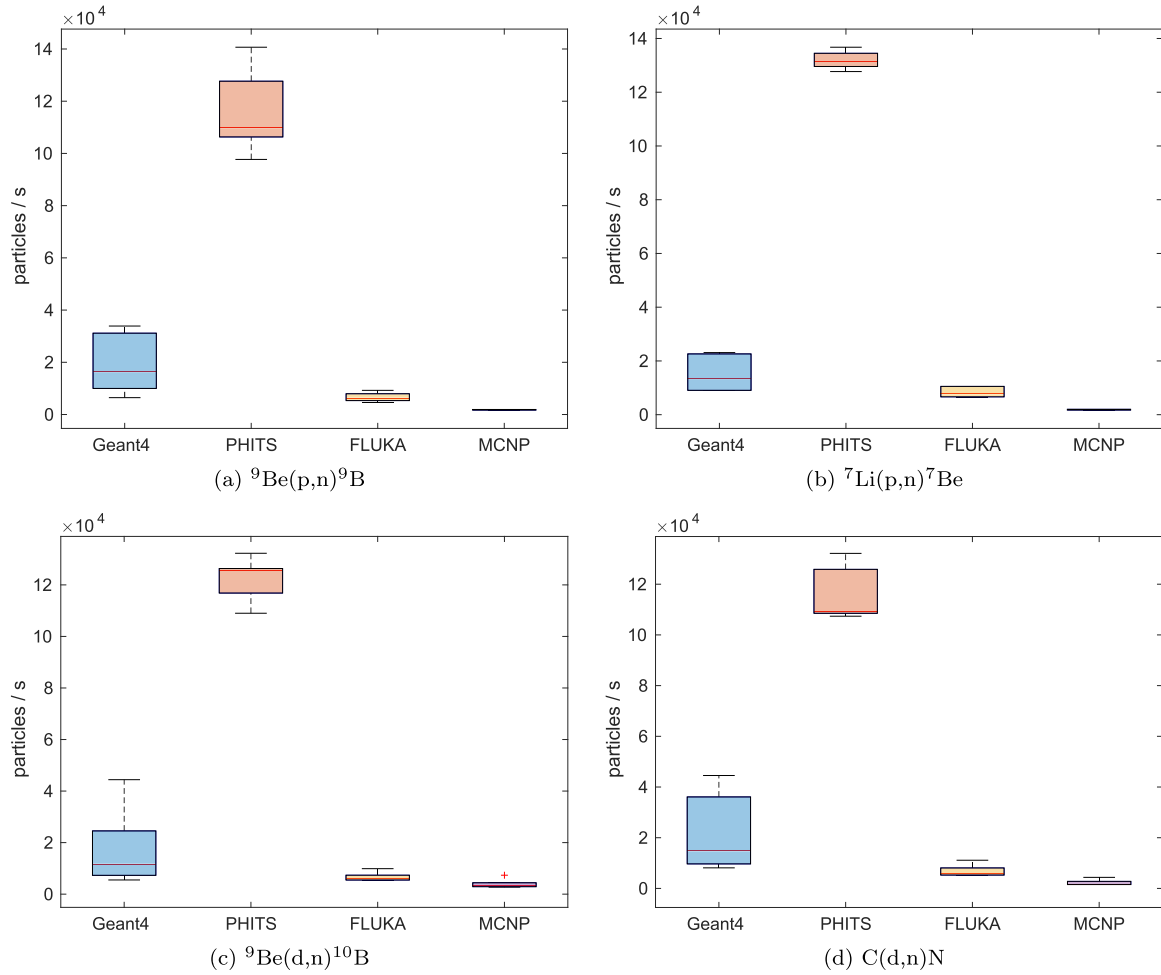 ×10 4
14
12
10
8
6
4
2
0
particles / s
Geant4 PHITS FLUKA MCNP
(a) ⁹Be(p,n)⁹B
×10 4
14
12
10
8
6
4
2
0
particles / s
Geant4 PHITS FLUKA MCNP
(b) ⁷Li(p,n)⁷Be
×10 4
12
10
8
6
4
2
0
particles / s
Geant4 PHITS FLUKA MCNP
(c) ⁹Be(d,n)¹⁰B
×10 4
12
10
8
6
4
2
0
particles / s
Geant4 PHITS FLUKA MCNP
(d) C(d,n)N